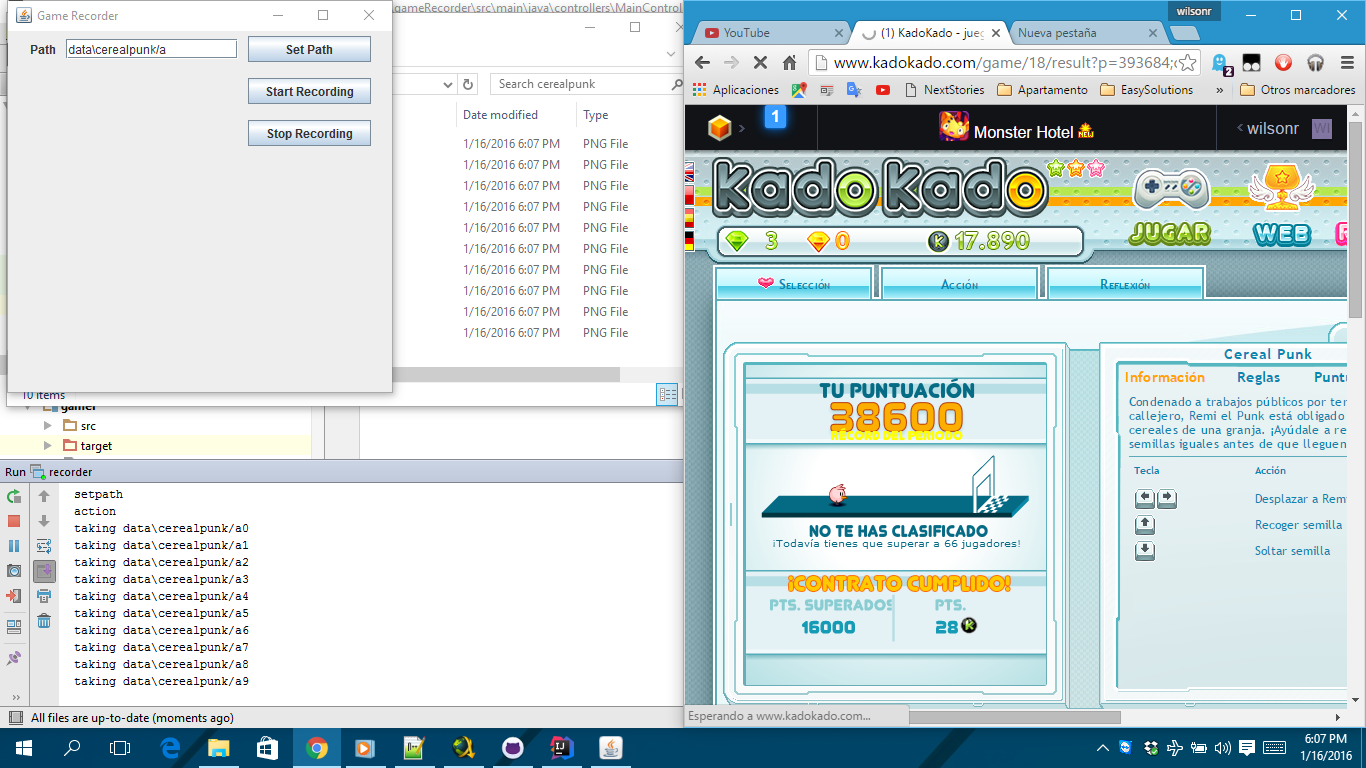 Game Recorder
Path data\cerealpunk/a Set Path
Start Recording
Stop Recording
gameRecorder\src\main\java\controllers\MainControl
Search cerealpunk
Date modified Type
1/16/2016 6:07 PM PNG File
1/16/2016 6:07 PM PNG File
1/16/2016 6:07 PM PNG File
1/16/2016 6:07 PM PNG File
1/16/2016 6:07 PM PNG File
1/16/2016 6:07 PM PNG File
1/16/2016 6:07 PM PNG File
1/16/2016 6:07 PM PNG File
1/16/2016 6:07 PM PNG File
1/16/2016 6:07 PM PNG File
10 items
gamer
src
target
Run recorder
setpath
action
taking data\cerealpunk/a0
taking data\cerealpunk/a1
taking data\cerealpunk/a2
taking data\cerealpunk/a3
taking data\cerealpunk/a4
taking data\cerealpunk/a5
taking data\cerealpunk/a6
taking data\cerealpunk/a7
taking data\cerealpunk/a8
taking data\cerealpunk/a9
All files are up-to-date (moments ago)
wilsonr
YouTube KadoKado - jueg Nueva pestaña
www.kadokado.com/game/18/result?p=393684;c 2
Aplicaciones NextStories Apartamento EasySolutions » Otros marcadores
1 Monster Hotel NEW wilsonr WI
KadoKado
3 0 K 17.890
JUGAR WEB
Selección Acción Reflexión
TU PUNTUACIÓN
38600
RECORD DEL PERIODO
NO TE HAS CLASIFICADO
¡Todavía tienes que superar a 66 jugadores!
¡CONTRATO CUMPLIDO!
PTS. SUPERADOS PTS.
16000 28 K
Cereal Punk
Información Reglas Puntu
Condenado a trabajos públicos por ter
callejero, Remi el Punk está obligado
cereales de una granja. ¡Ayúdale a re
semillas iguales antes de que lleguen
Tecla Acción
Desplazar a Rem
Recoger semilla
Soltar semilla
Esperando a www.kadokado.com...
6:07 PM
1/16/2016